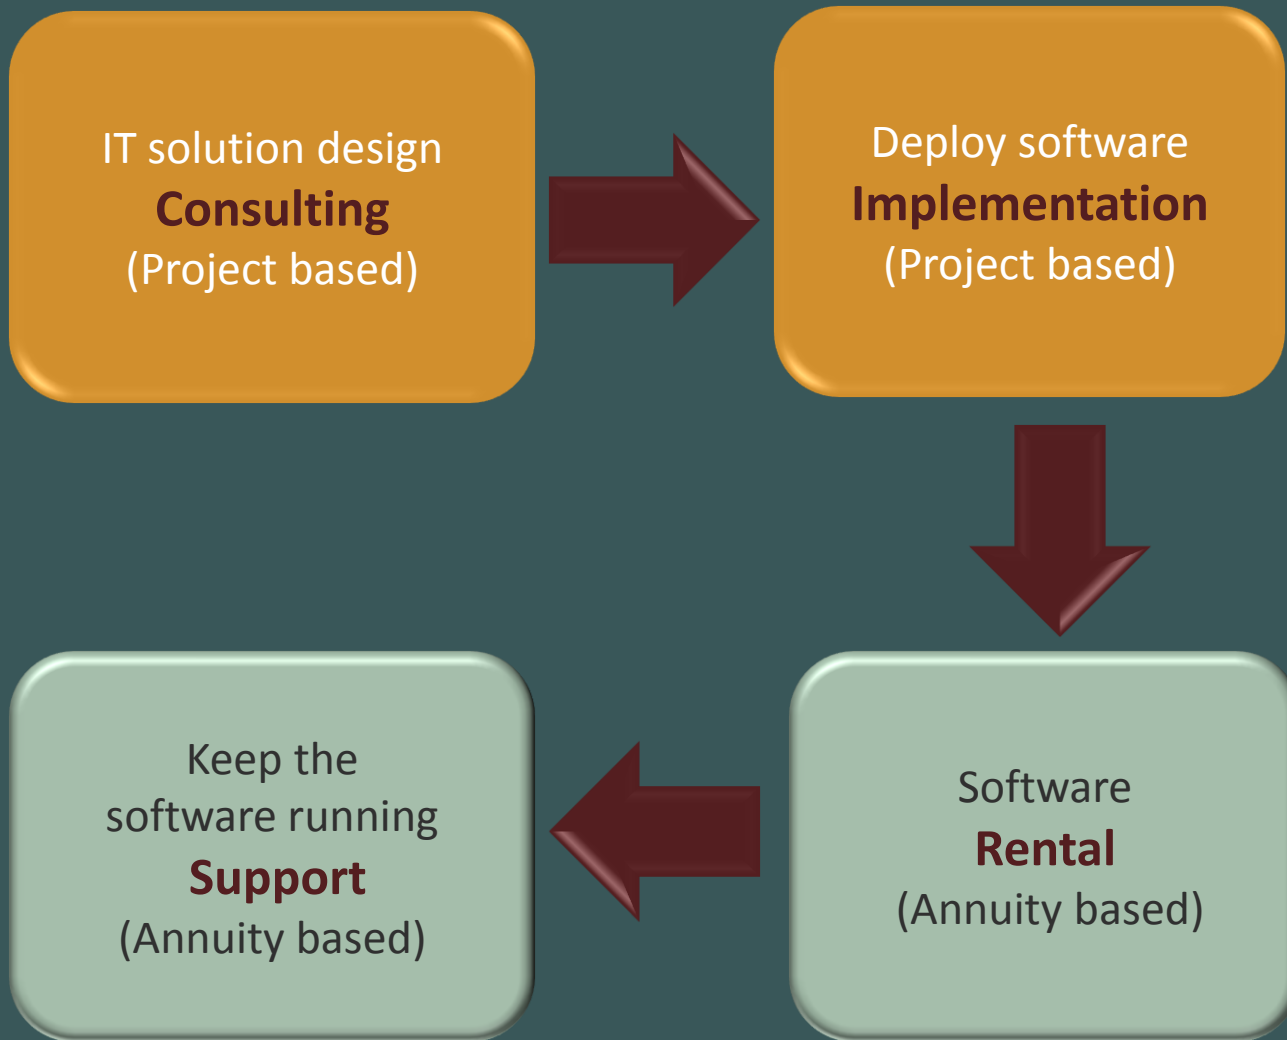 IT solution design
Consulting
(Project based)
Deploy software
Implementation
(Project based)
Software
Rental
(Annuity based)
Keep the
software running
Support
(Annuity based)